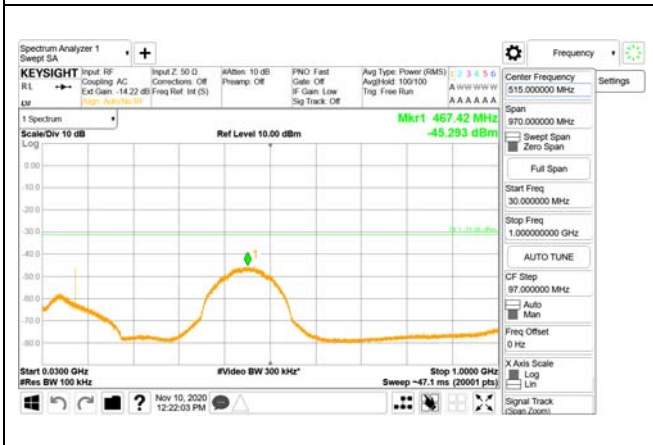 Spectrum Analyzer 1
Swept SA
+
Frequency
KEYSIGHT
Input: RF
Input Z: 50 Ω
#Atten: 10 dB
PNO: Fast
Avg Type: Power (RMS)
1 2 3 4 5 6
RL
Coupling: AC
Corrections: Off
Preamp: Off
Gate: Off
Avg|Hold: 100/100
A W W W W W
Ext Gain: -14.22 dB
Freq Ref: Int (S)
IF Gain: Low
Trig: Free Run
Align: Auto/No RF
Sig Track: Off
A A A A A A
1 Spectrum
Mkr1 467.42 MHz
Scale/Div 10 dB
Ref Level 10.00 dBm
-45.293 dBm
Log
0.00
-10.0
-20.0
-30.0
-40.0
-50.0
-60.0
-70.0
-80.0
1
Start 0.0300 GHz
#Video BW 300 kHz*
Stop 1.0000 GHz
#Res BW 100 kHz
Sweep ~47.1 ms (20001 pts)
Nov 10, 2020
12:22:03 PM
Center Frequency
515.000000 MHz
Settings
Span
970.000000 MHz
Swept Span
Zero Span
Full Span
Start Freq
30.000000 MHz
Stop Freq
1.000000000 GHz
AUTO TUNE
CF Step
97.000000 MHz
Auto
Man
Freq Offset
0 Hz
X Axis Scale
Log
Lin
Signal Track
(Span Zoom)